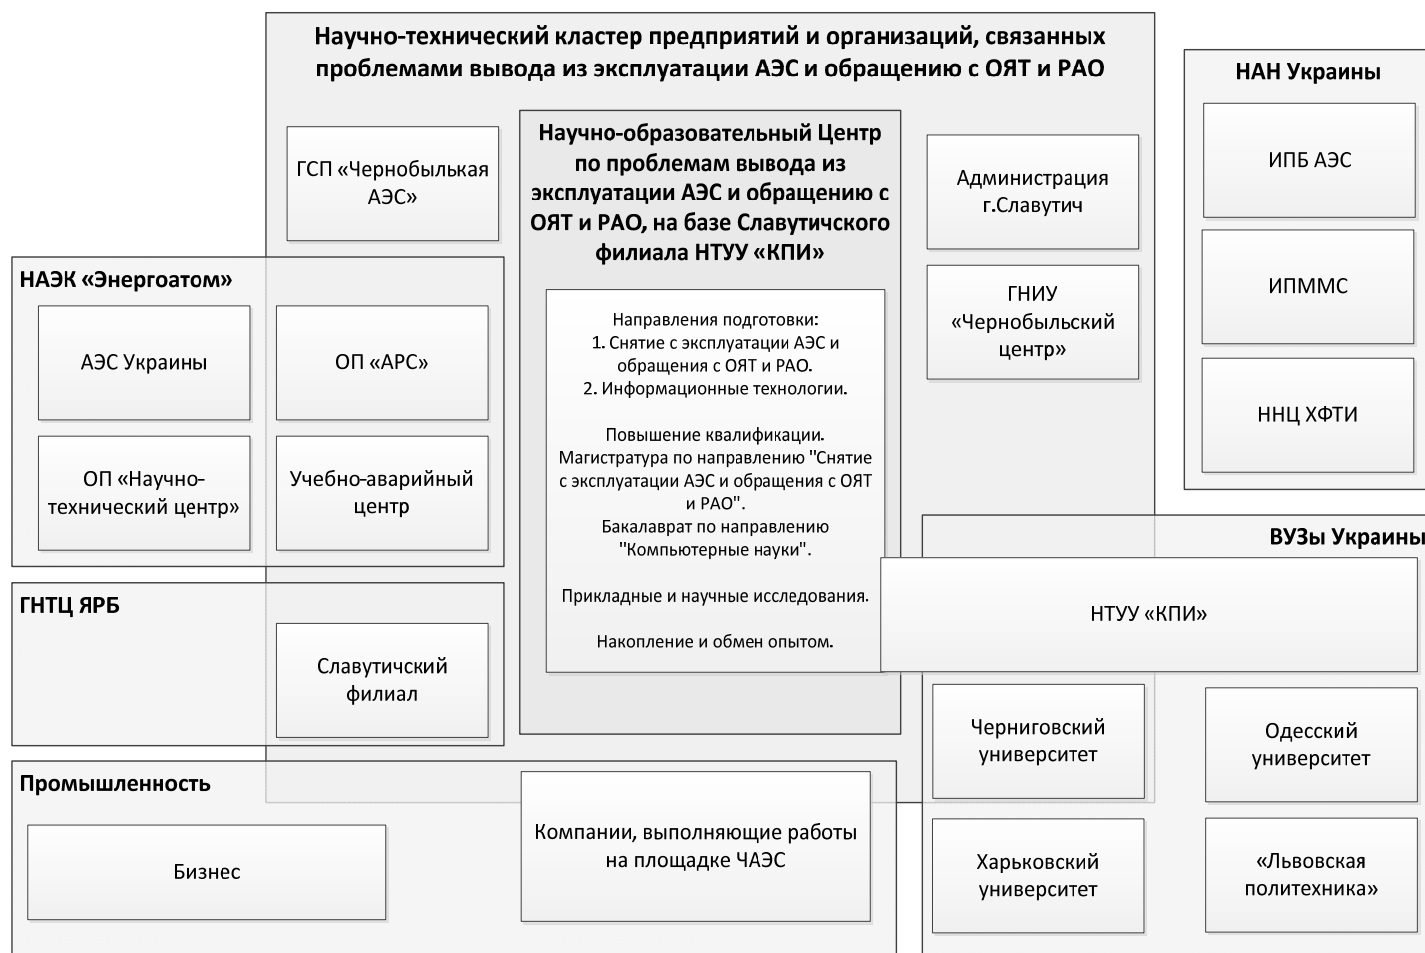 Научно-технический кластер предприятий и организаций, связанных
проблемами вывода из эксплуатации АЭС и обращению с ОЯТ и РАО
ГСП «Чернобылькая
АЭС»
Научно-образовательный Центр
по проблемам вывода из
эксплуатации АЭС и обращению с
ОЯТ и РАО, на базе Славутичского
филиала НТУУ «КПИ»
Направления подготовки:
1. Снятие с эксплуатации АЭС и
обращения с ОЯТ и РАО.
2. Информационные технологии.
Повышение квалификации.
Магистратура по направлению "Снятие
с эксплуатации АЭС и обращения с ОЯТ
и РАО".
Бакалаврат по направлению
"Компьютерные науки".
Прикладные и научные исследования.
Накопление и обмен опытом.
Администрация
г.Славутич
ГНИУ
«Чернобыльский
центр»
НАН Украины
ИПБ АЭС
ИПММС
ННЦ ХФТИ
НАЭК «Энергоатом»
АЭС Украины
ОП «АРС»
ОП «Научно-
технический центр»
Учебно-аварийный
центр
ГНТЦ ЯРБ
Славутичский
филиал
Промышленность
Бизнес
Компании, выполняющие работы
на площадке ЧАЭС
ВУЗы Украины
НТУУ «КПИ»
Черниговский
университет
Одесский
университет
Харьковский
университет
«Львовская
политехника»